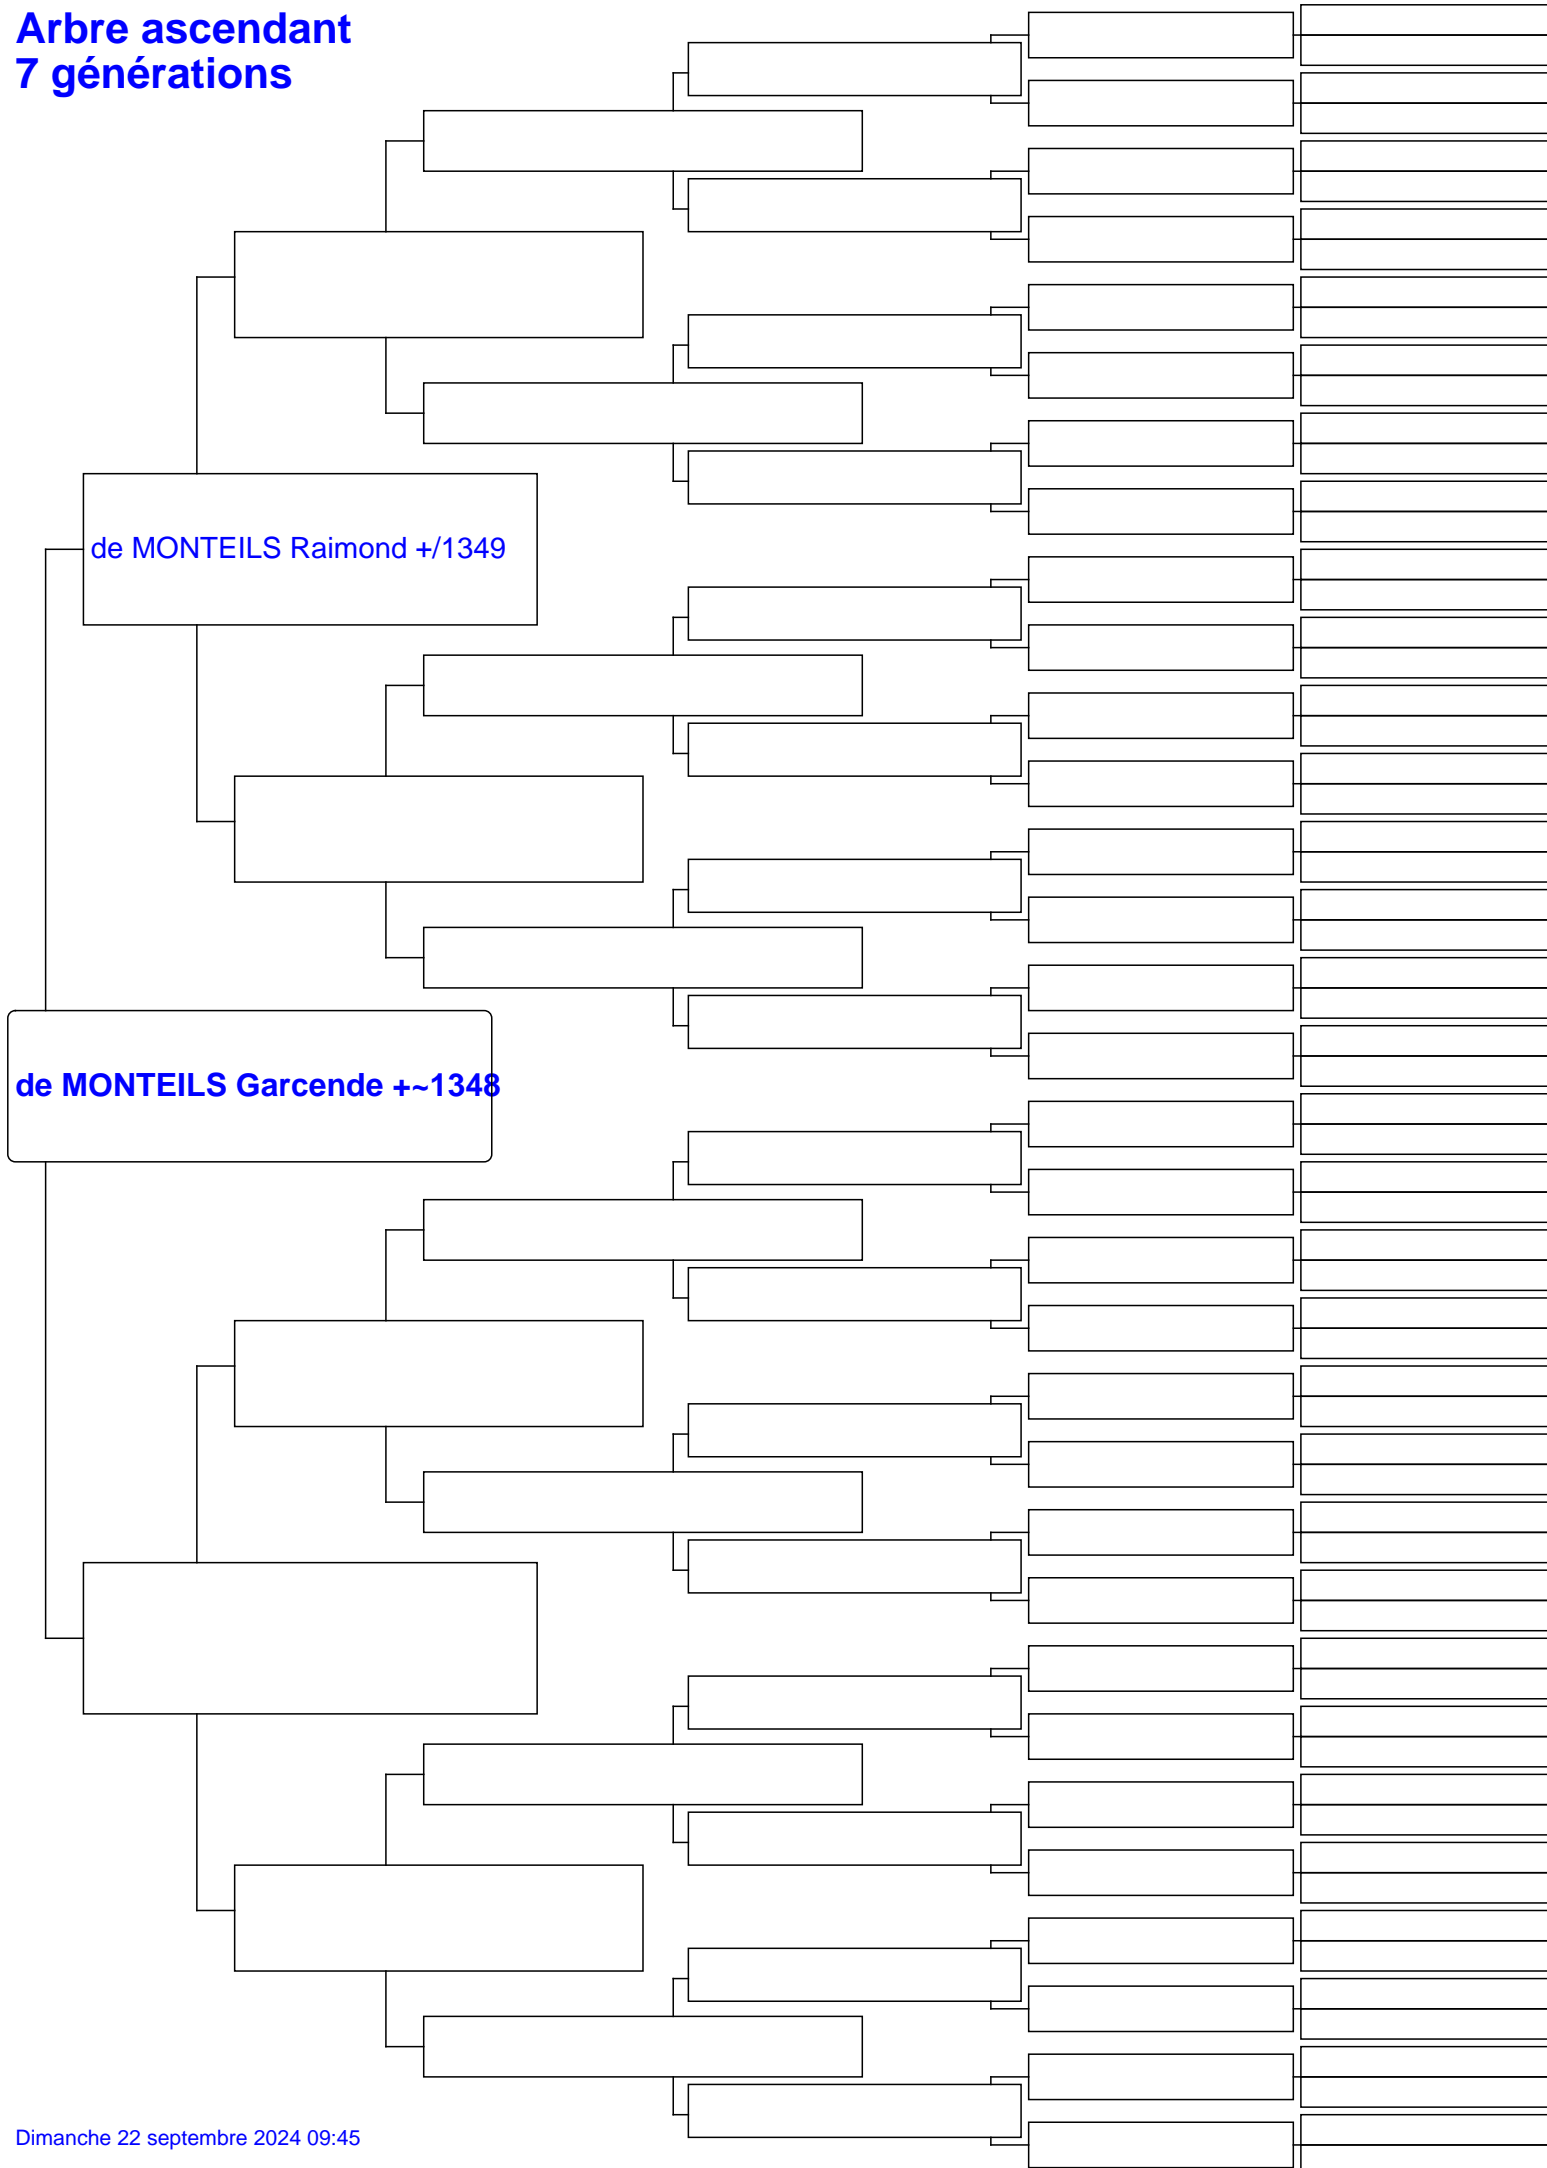 Arbre ascendant
7 générations
de MONTEILS Raimond +/1349
de MONTEILS Garcende +~1348
Dimanche 22 septembre 2024 09:45